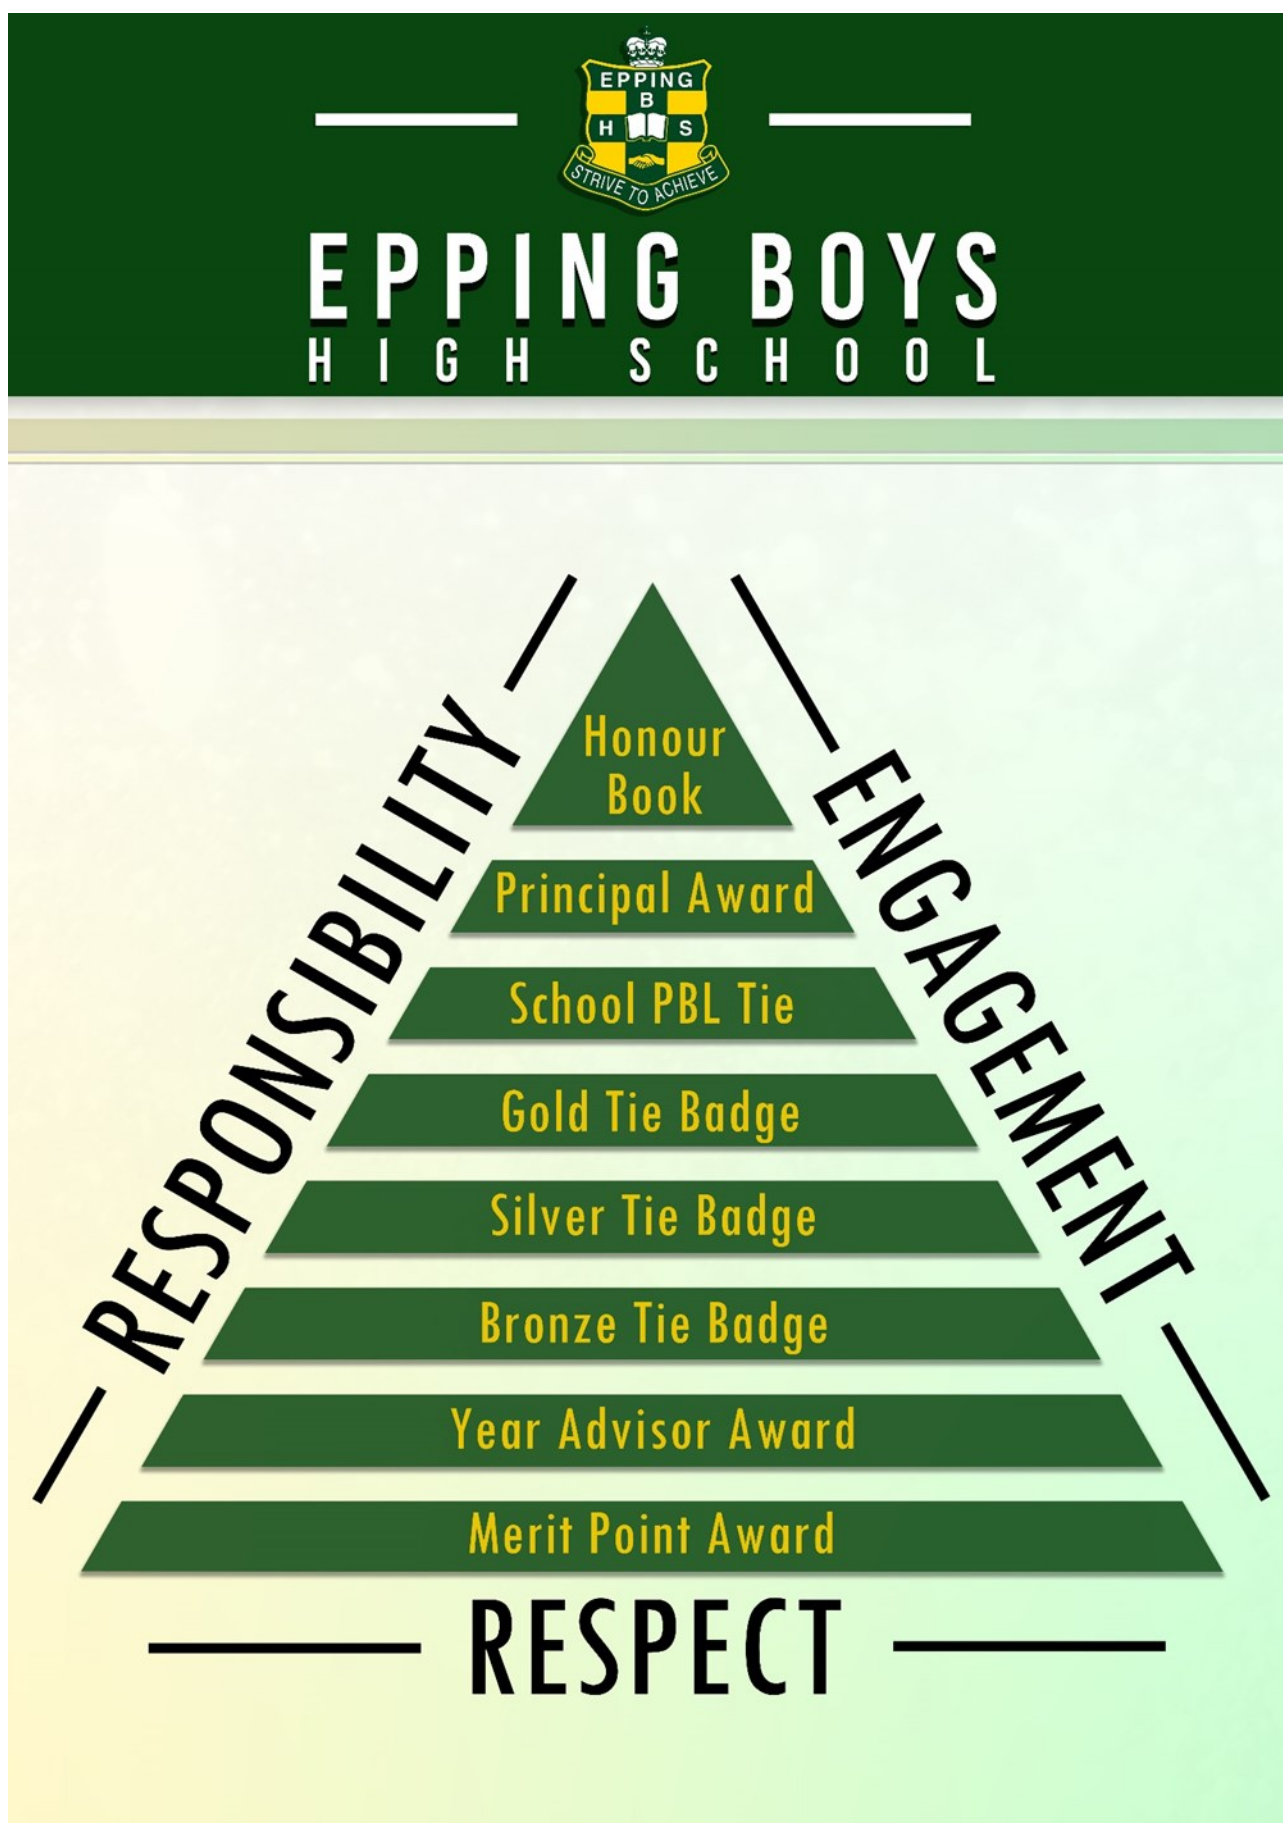 EPPING
B
H S
STRIVE TO ACHIEVE
EPPING BOYS
HIGH SCHOOL
RESPONSIBILITY
ENGAGEMENT
Honour
Book
Principal Award
School PBL Tie
Gold Tie Badge
Silver Tie Badge
Bronze Tie Badge
Year Advisor Award
Merit Point Award
RESPECT